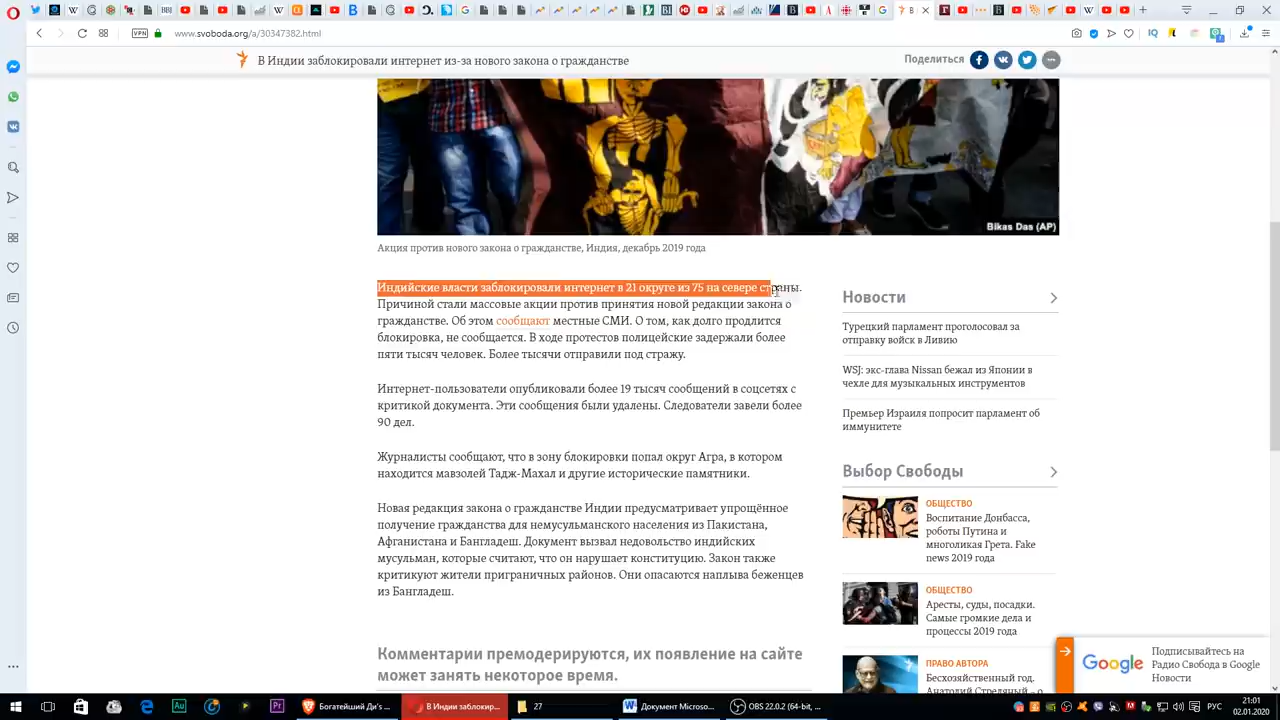 VPN
www.svoboda.org/a/30347382.html
В Индии заблокировали интернет из-за нового закона о гражданстве
Поделиться
Bikas Das (AP)
Акция против нового закона о гражданстве, Индия, декабрь 2019 года
Индийские власти заблокировали интернет в 21 округе из 75 на севере страны.
Причиной стали массовые акции против принятия новой редакции закона о
гражданстве. Об этом сообщают местные СМИ. О том, как долго продлится
блокировка, не сообщается. В ходе протестов полицейские задержали более
пяти тысяч человек. Более тысячи отправили под стражу.
Интернет-пользователи опубликовали более 19 тысяч сообщений в соцсетях с
критикой документа. Эти сообщения были удалены. Следователи завели более
90 дел.
Журналисты сообщают, что в зону блокировки попал округ Агра, в котором
находится мавзолей Тадж-Махал и другие исторические памятники.
Новая редакция закона о гражданстве Индии предусматривает упрощённое
получение гражданства для немусульманского населения из Пакистана,
Афганистана и Бангладеш. Документ вызвал недовольство индийских
мусульман, которые считают, что он нарушает конституцию. Закон также
критикуют жители приграничных районов. Они опасаются наплыва беженцев
из Бангладеш.
Комментарии премодерируются, их появление на сайте
может занять некоторое время.
Новости
Турецкий парламент проголосовал за
отправку войск в Ливию
WSJ: экс-глава Nissan бежал из Японии в
чехле для музыкальных инструментов
Премьер Израиля попросит парламент об
иммунитете
Выбор Свободы
ОБЩЕСТВО
Воспитание Донбасса,
роботы Путина и
многоликая Грета. Fake
news 2019 года
ОБЩЕСТВО
Аресты, суды, посадки.
Самые громкие дела и
процессы 2019 года
ПРАВО АВТОРА
Бесхозяйственный год.
Анатолий Стреляный – о
Google
Подписывайтесь на
Радио Свобода в Google
Новости
Богатейший Ди's ...
В Индии заблокир...
27
Документ Microso...
OBS 22.0.2 (64-bit, ...
РУС
21:01
02.01.2020